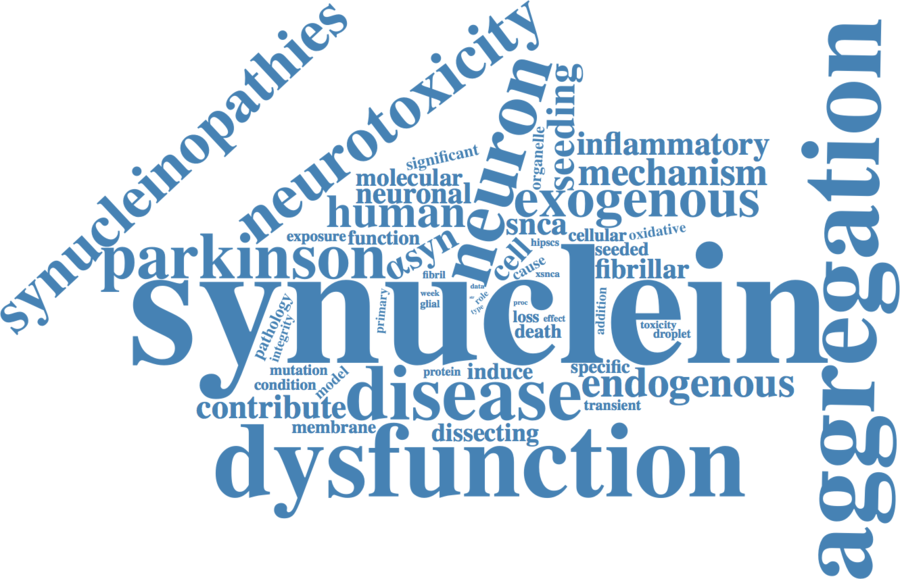 synucleinopathies
neurotoxicity
neuron
seeding
organelle
aggregation
significant
inflammatory
molecular
mechanism
neuronal
exogenous
human
snca
exposure
function
αsyn
cell
hipscs
cellular
oxidative
parkinson
seeded
cause
xsnca
fibrillar
fibril
data
synuclein
week
role
glial
type
proc
primary
pathology
integrity
loss
effect
death
addition
toxicity
droplet
mutation
model
protein
induce
specific
condition
disease
endogenous
contribute
transient
membrane
dissecting
dysfunction